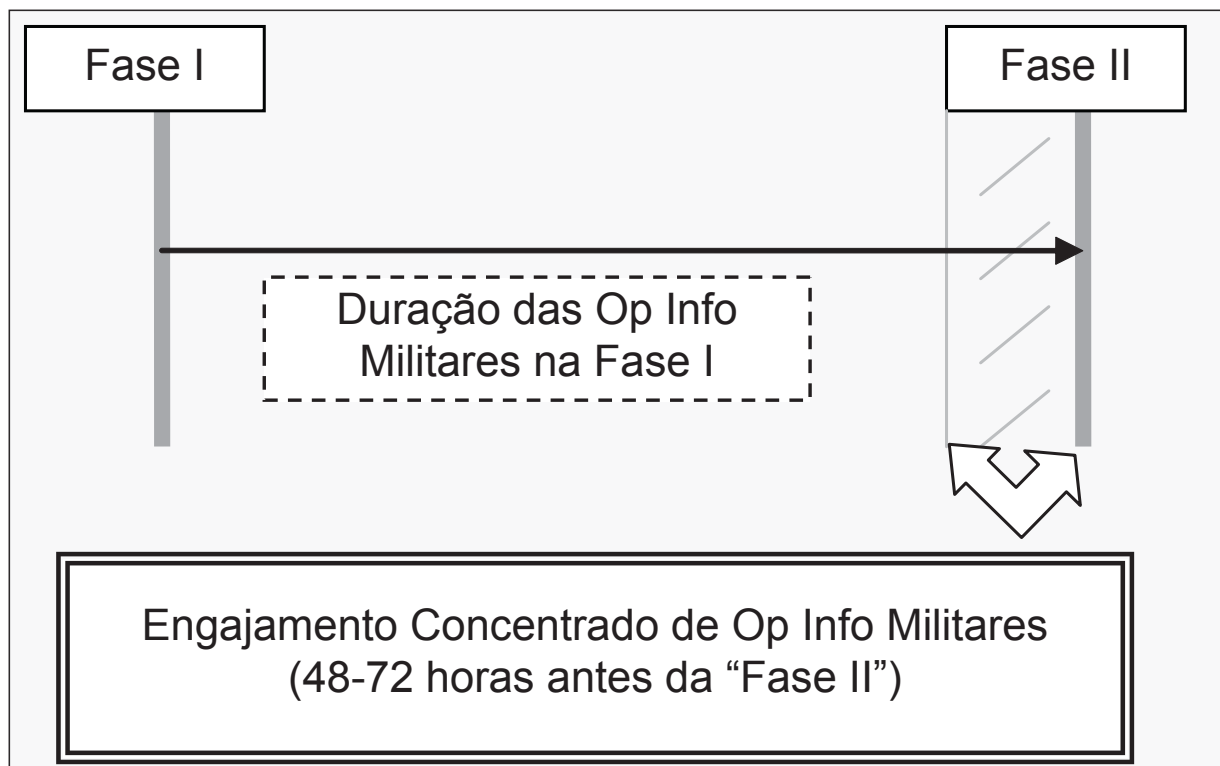 Fase I
Fase II
Duração das Op Info
Militares na Fase I
Engajamento Concentrado de Op Info Militares
(48-72 horas antes da “Fase II”)